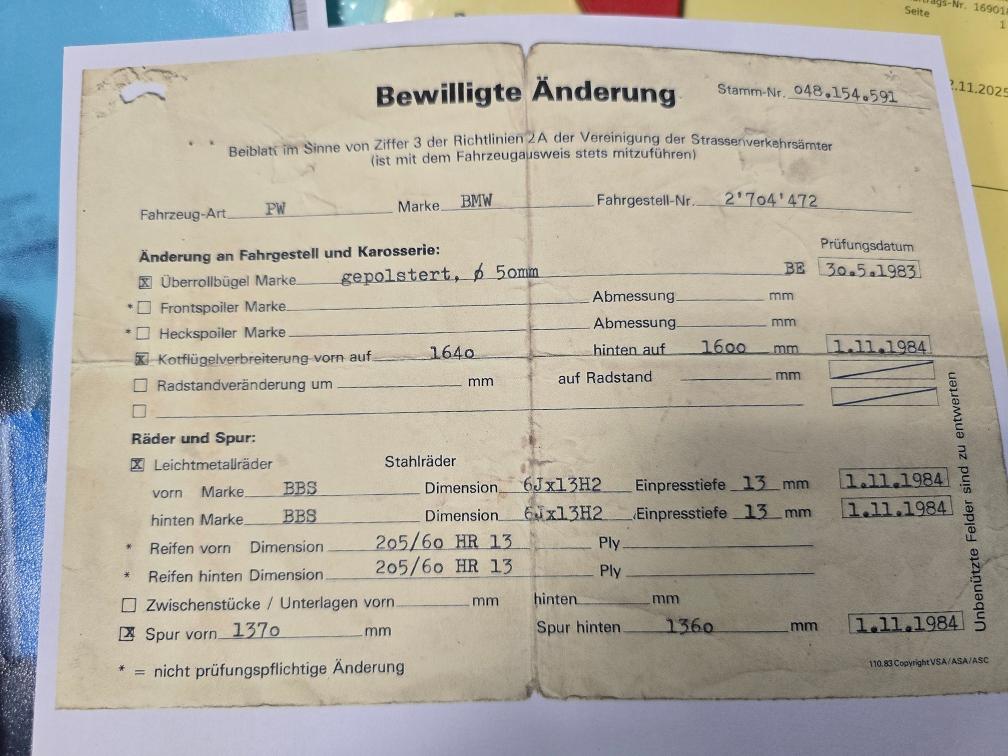 Seite
1
Bewilligte Änderung
Stamm-Nr. 048.154.591
Beiblatt im Sinne von Ziffer 3 der Richtlinien 2A der Vereinigung der Strassenverkehrsämter
(ist mit dem Fahrzeugausweis stets mitzuführen)
Fahrzeug-Art PW Marke BMW Fahrgestell-Nr. 2'704'472
Änderung an Fahrgestell und Karosserie: Prüfungsdatum
☒ Überrollbügel Marke gepolstert, ∅ 50mm BE 30.5.1983
* ☐ Frontspoiler Marke Abmessung mm
* ☐ Heckspoiler Marke Abmessung mm
☒ Kotflügelverbreiterung vorn auf 1640 hinten auf 1600 mm 1.11.1984
☐ Radstandveränderung um mm auf Radstand mm
☐
Räder und Spur:
☒ Leichtmetallräder Stahlräder
vorn Marke BBS Dimension 6Jx13H2 Einpresstiefe 13 mm 1.11.1984
hinten Marke BBS Dimension 6Jx13H2 Einpresstiefe 13 mm 1.11.1984
* Reifen vorn Dimension 205/60 HR 13 Ply
* Reifen hinten Dimension 205/60 HR 13 Ply
☐ Zwischenstücke / Unterlagen vorn mm hinten mm
☒ Spur vorn 1370 mm Spur hinten 1360 mm 1.11.1984
* = nicht prüfungspflichtige Änderung
110.83 Copyright VSA/ASA/ASC
Unbenützte Felder sind zu entwerten